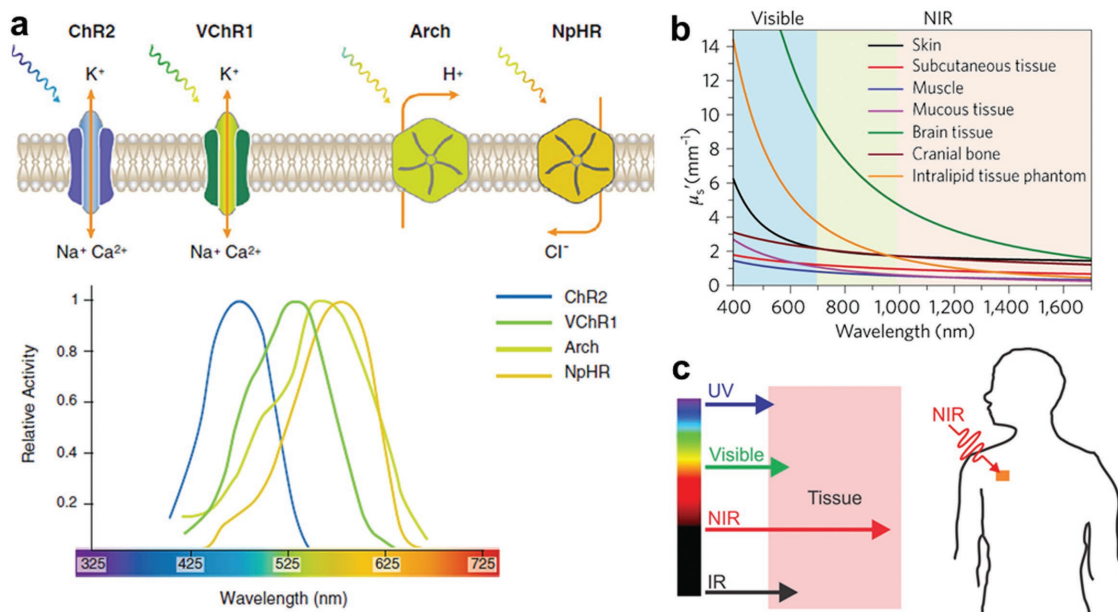 a
ChR2 VChR1 Arch NpHR
K⁺ K⁺ H⁺
Na⁺ Ca²⁺ Na⁺ Ca²⁺ Cl⁻
1
0.8
0.6
0.4
0.2
Relative Activity
ChR2
VChR1
Arch
NpHR
325 425 525 625 725
Wavelength (nm)
b
Visible NIR
14
12
10
8
6
4
2
0
μs′(mm⁻¹)
Skin
Subcutaneous tissue
Muscle
Mucous tissue
Brain tissue
Cranial bone
Intralipid tissue phantom
400 600 800 1,000 1,200 1,400 1,600
Wavelength (nm)
c
UV
Visible
NIR
IR
Tissue
NIR